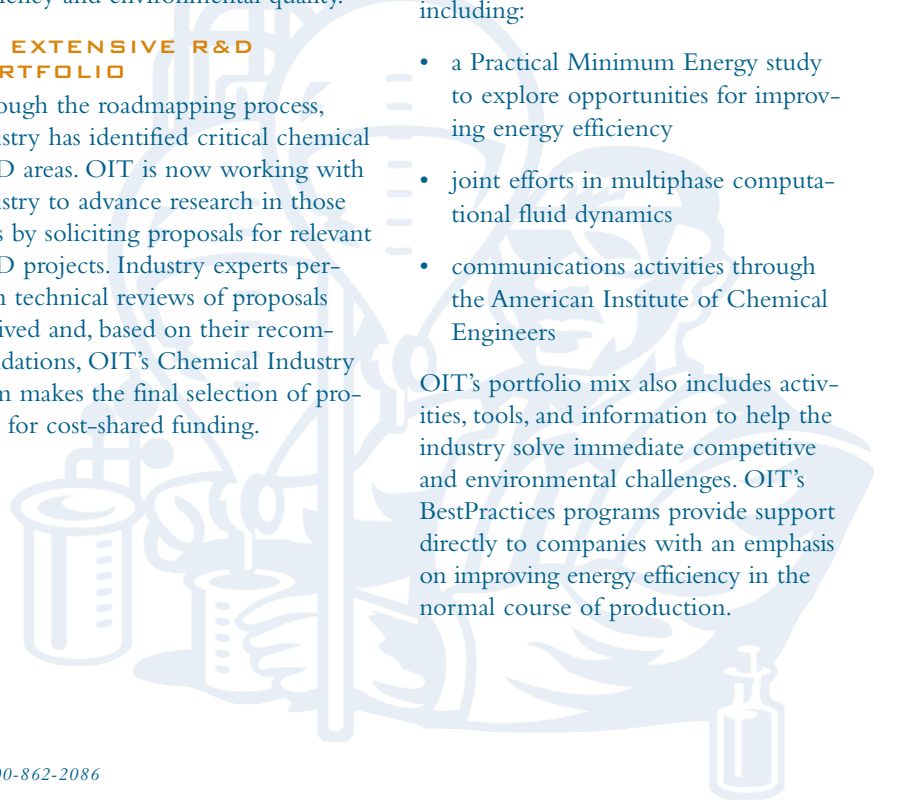 iency and environmental quality.
EXTENSIVE R&D
RTFOLIO
ough the roadmapping process,
stry has identified critical chemical
D areas. OIT is now working with
stry to advance research in those
s by soliciting proposals for relevant
D projects. Industry experts per-
n technical reviews of proposals
ived and, based on their recom-
dations, OIT's Chemical Industry
m makes the final selection of pro-
for cost-shared funding.
including:
• a Practical Minimum Energy study
to explore opportunities for improv-
ing energy efficiency
• joint efforts in multiphase computa-
tional fluid dynamics
• communications activities through
the American Institute of Chemical
Engineers
OIT's portfolio mix also includes activ-
ities, tools, and information to help the
industry solve immediate competitive
and environmental challenges. OIT's
BestPractices programs provide support
directly to companies with an emphasis
on improving energy efficiency in the
normal course of production.
00-862-2086